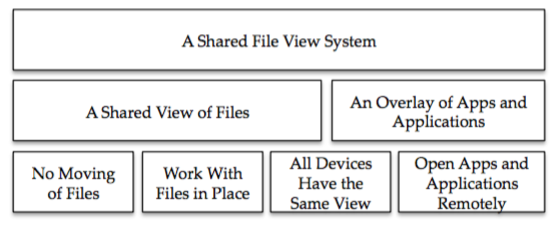 A Shared File View System
A Shared View of Files
An Overlay of Apps and
Applications
No Moving
of Files
Work With
Files in Place
All Devices
Have the
Same View
Open Apps and
Applications
Remotely